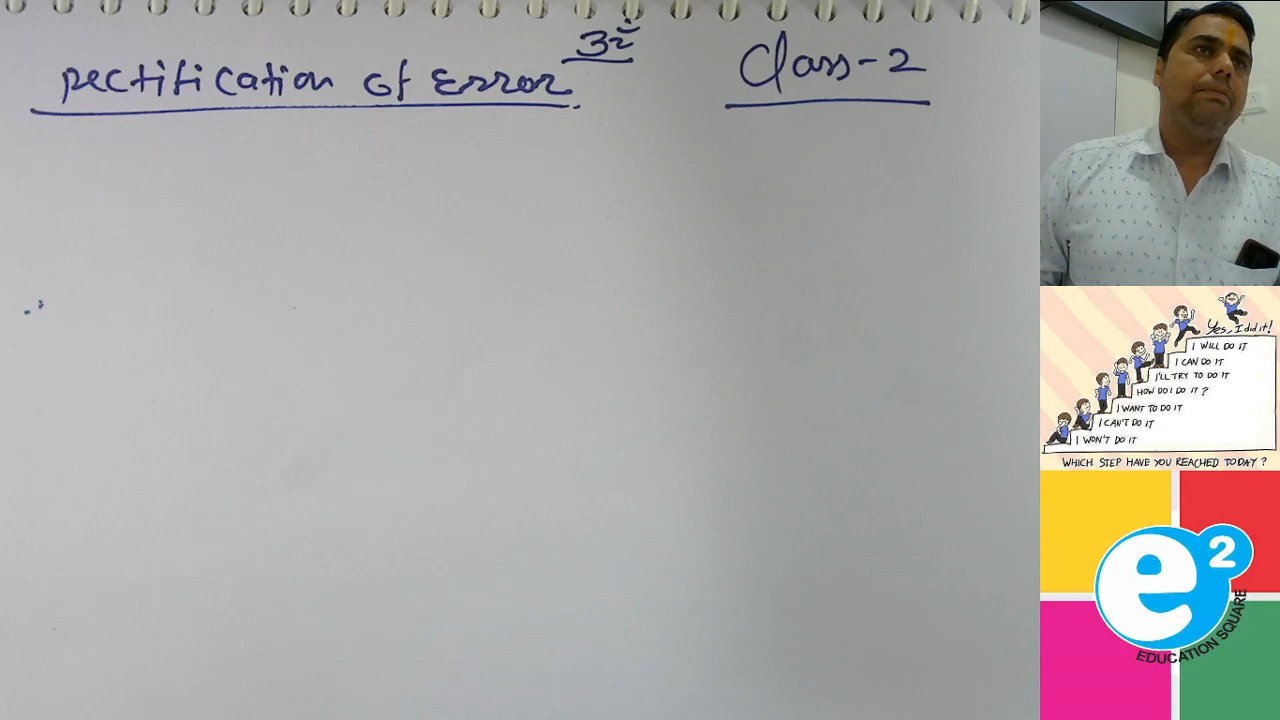 Rectification of Error
Class-2
Yes, I did it!
I WILL DO IT
I CAN DO IT
I'LL TRY TO DO IT
HOW DO I DO IT?
I WANT TO DO IT
I CAN'T DO IT
I WON'T DO IT
WHICH STEP HAVE YOU REACHED TODAY?
e2
EDUCATION SQUARE